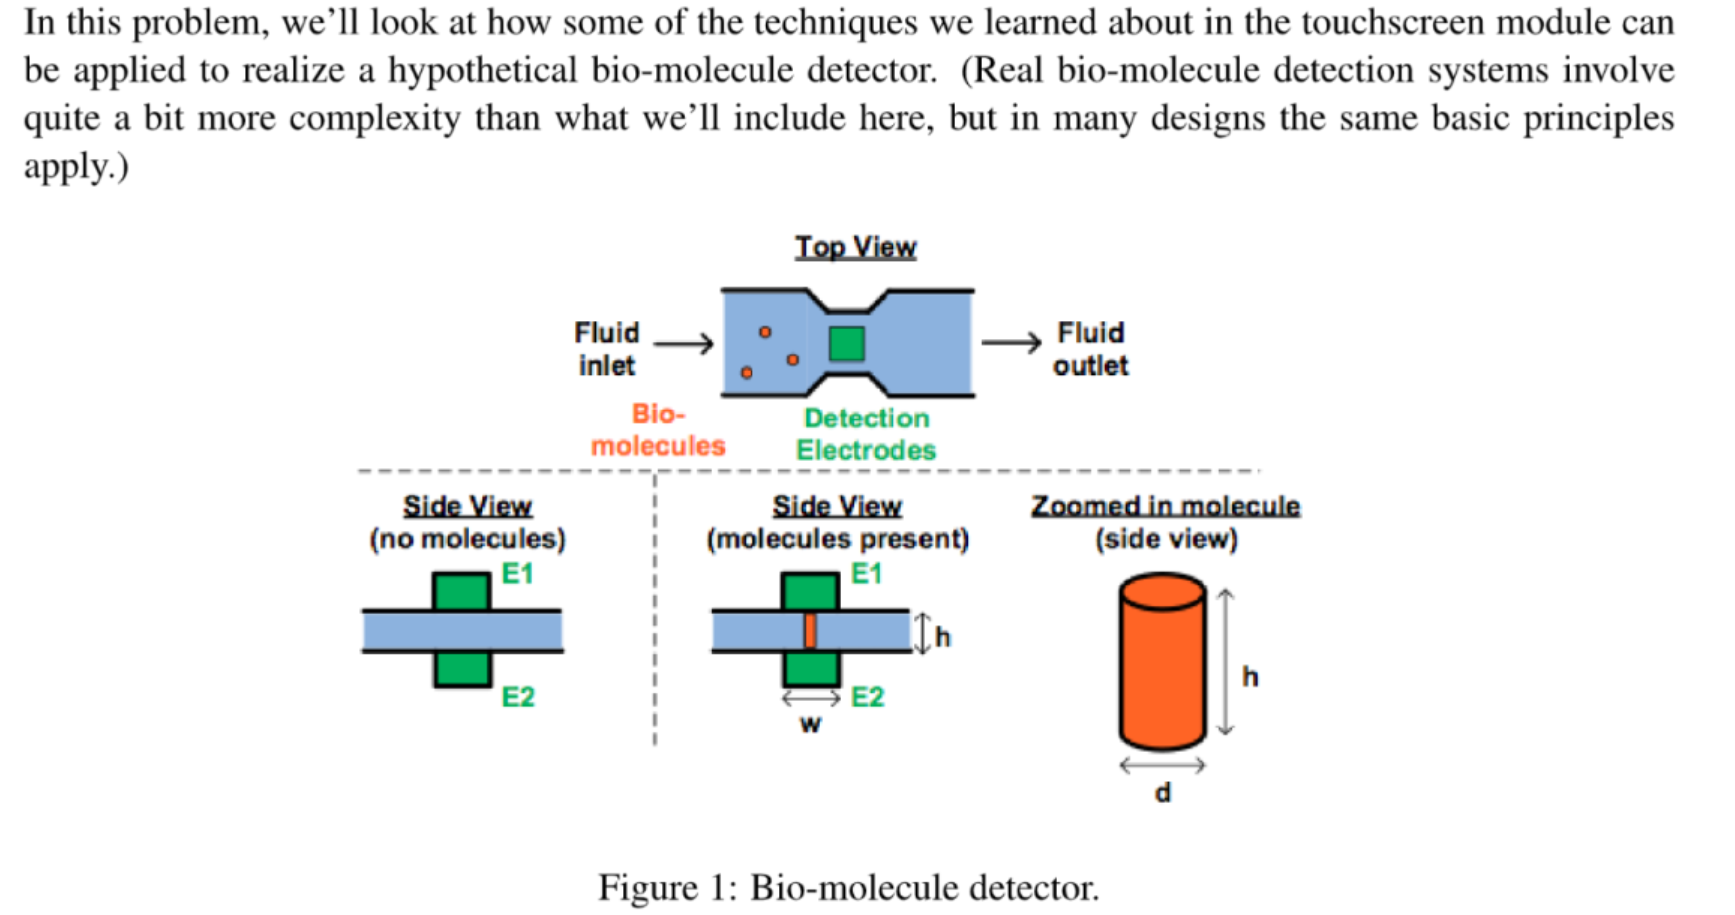 In this problem, we'll look at how some of the techniques we learned about in the touchscreen module can
be applied to realize a hypothetical bio-molecule detector. (Real bio-molecule detection systems involve
quite a bit more complexity than what we'll include here, but in many designs the same basic principles
apply.)
Top View
Fluid
inlet
Fluid
outlet
Bio-
molecules
Detection
Electrodes
Side View
(no molecules)
E1
E2
Side View
(molecules present)
E1
h
E2
w
Zoomed in molecule
(side view)
h
d
Figure 1: Bio-molecule detector.